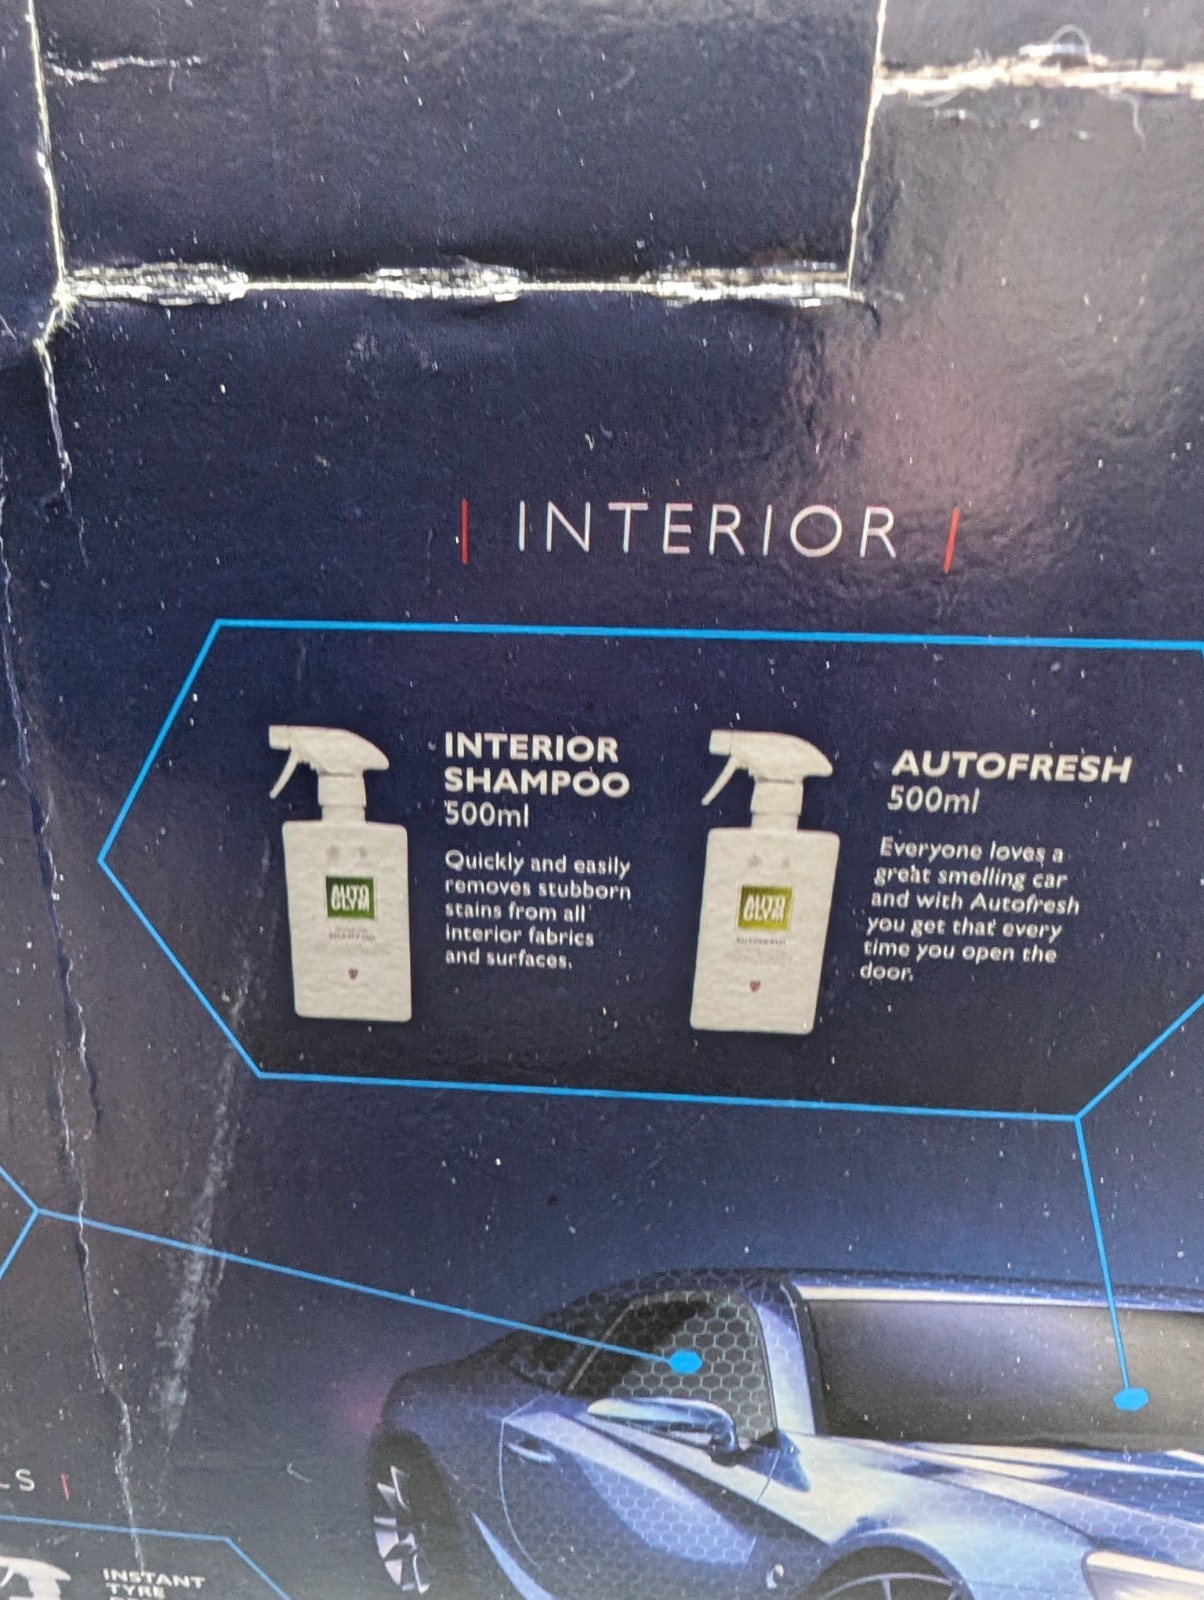 INTERIOR
INTERIOR
SHAMPOO
500ml
Quickly and easily
removes stubborn
stains from all
interior fabrics
and surfaces.
AUTO
GLYM
AUTOFRESH
500ml
Everyone loves a
great smelling car
and with Autofresh
you get that every
time you open the
door.
AUTO
GLYM
LS
INSTANT
TYRE